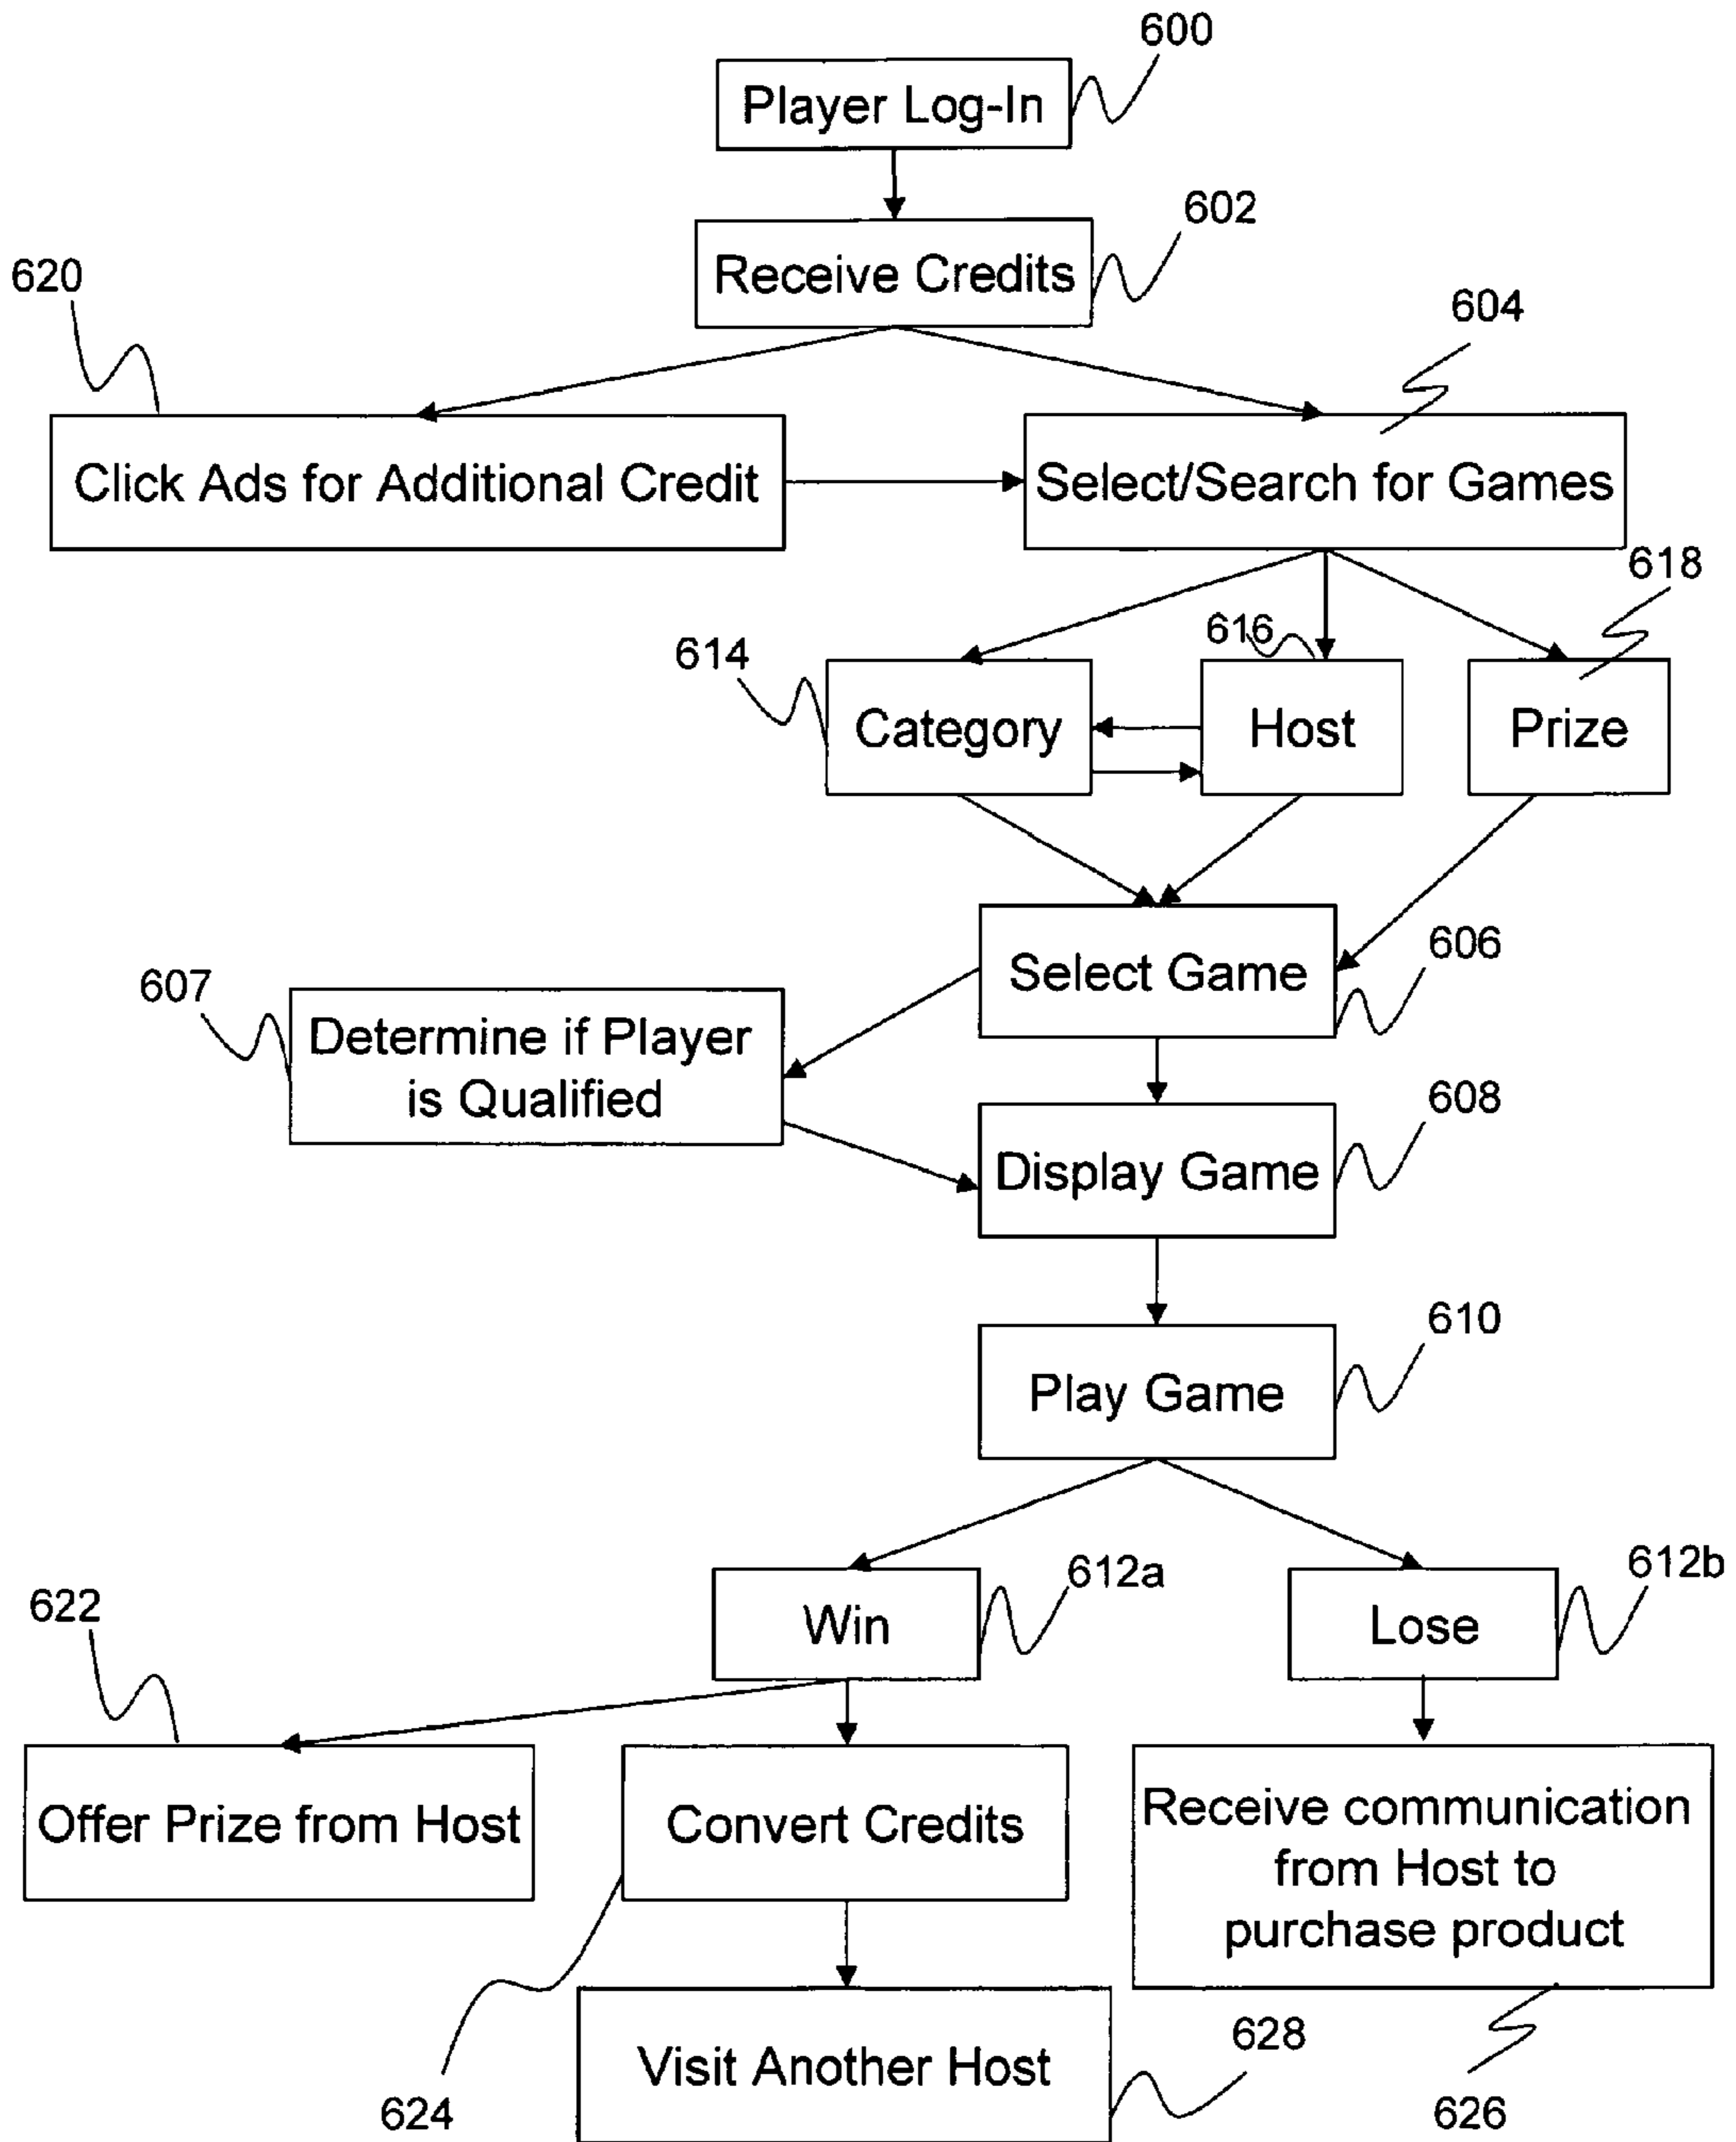 600
Player Log-In
602
Receive Credits
620
604
Click Ads for Additional Credit
Select/Search for Games
618
616
614
Category
Host
Prize
606
Select Game
607
Determine if Player
is Qualified
608
Display Game
610
Play Game
612a
612b
622
Win
Lose
Offer Prize from Host
Convert Credits
Receive communication
from Host to
purchase product
628
Visit Another Host
624
626